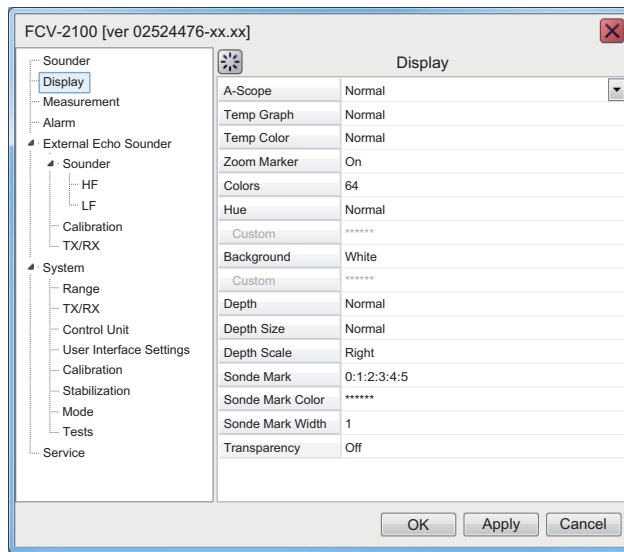 FCV-2100 [ver 02524476-xx.xx]
Sounder
Display
Measurement
Alarm
External Echo Sounder
Sounder
HF
LF
Calibration
TX/RX
System
Range
TX/RX
Control Unit
User Interface Settings
Calibration
Stabilization
Mode
Tests
Service
Display
A-Scope Normal
Temp Graph Normal
Temp Color Normal
Zoom Marker On
Colors 64
Hue Normal
Custom ******
Background White
Custom ******
Depth Normal
Depth Size Normal
Depth Scale Right
Sonde Mark 0:1:2:3:4:5
Sonde Mark Color ******
Sonde Mark Width 1
Transparency Off
OK Apply Cancel